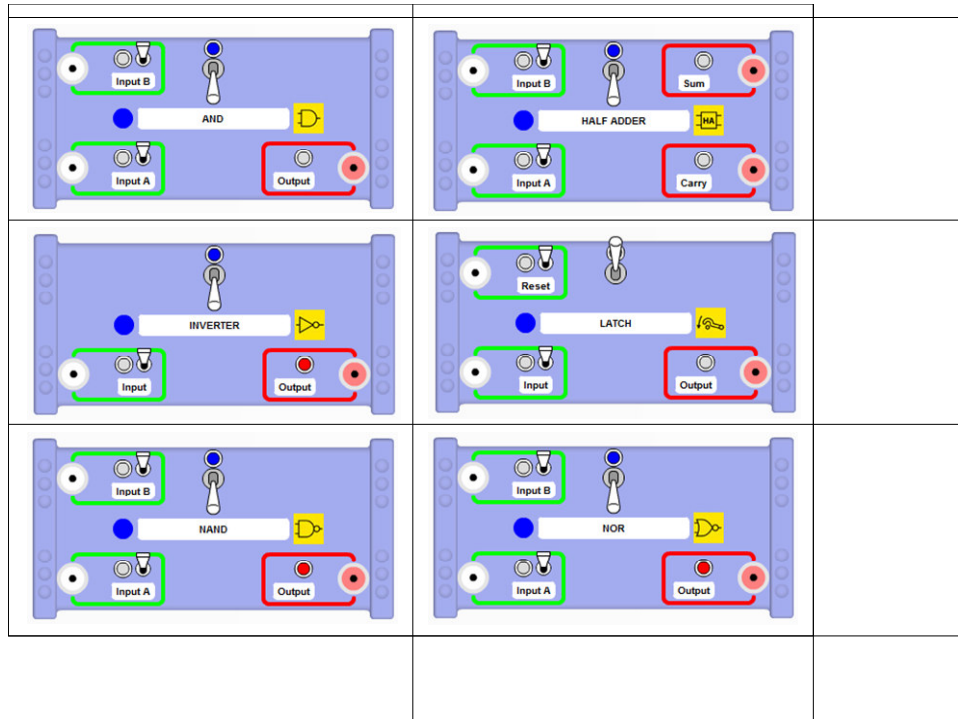 Input B
AND
Input A
Output
Input B
Sum
HALF ADDER
HA
Input A
Carry
INVERTER
Input
Output
Reset
LATCH
Input
Output
Input B
NAND
Input A
Output
Input B
NOR
Input A
Output